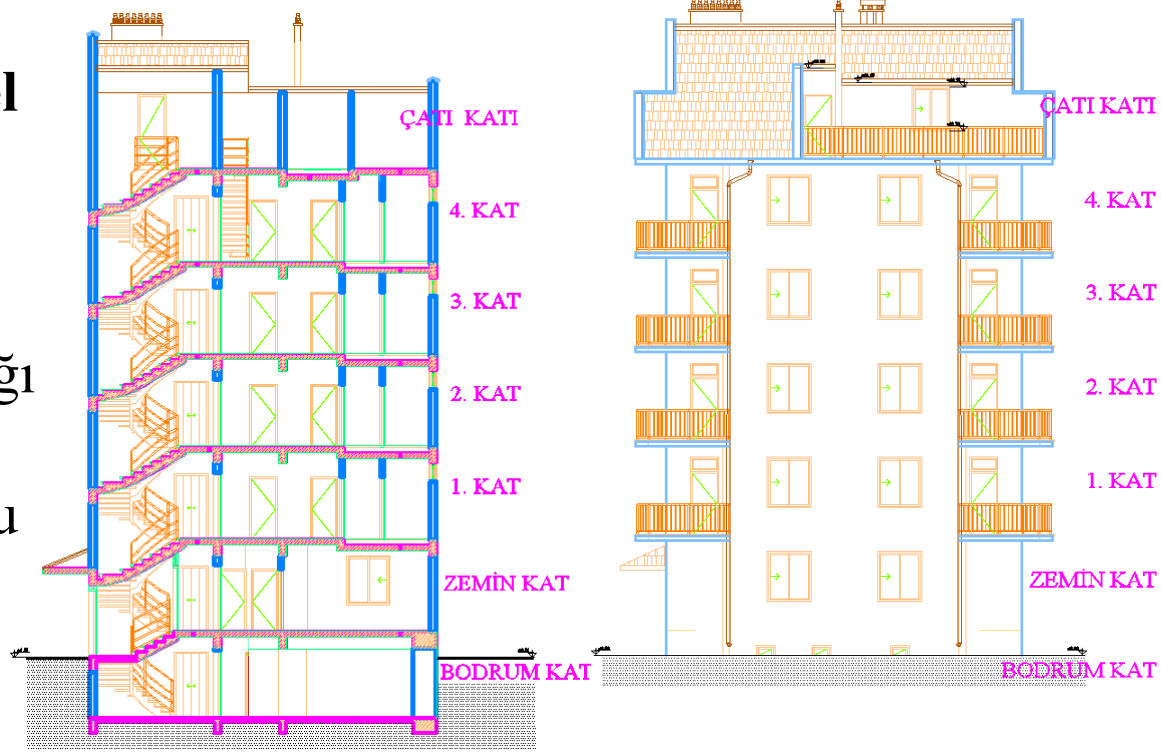 ÇATI KATI
4. KAT
3. KAT
2. KAT
1. KAT
ZEMİN KAT
BODRUM KAT
ÇATI KATI
4. KAT
3. KAT
2. KAT
1. KAT
ZEMİN KAT
BODRUM KAT